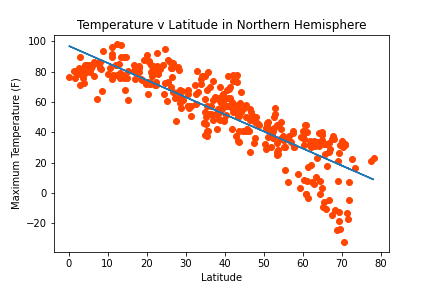 Temperature v Latitude in Northern Hemisphere
Maximum Temperature (F)
100
80
60
40
20
0
−20
0 10 20 30 40 50 60 70 80
Latitude